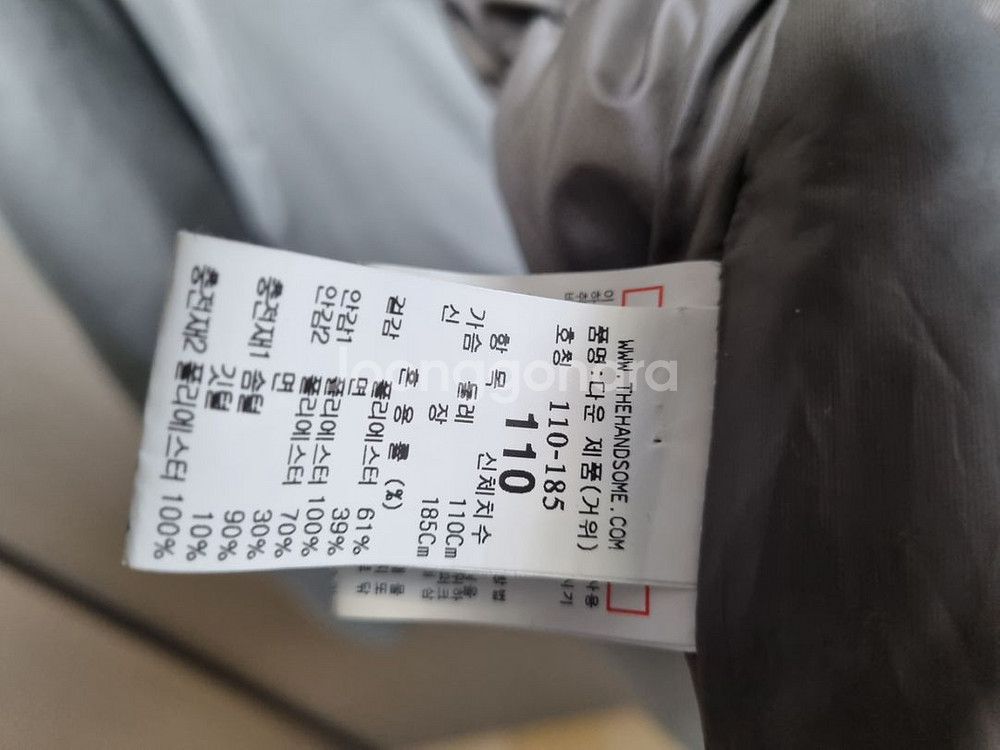 WWW.THEHANDSOME.COM
품명:다운 제품(거위)
호칭 110-185
110
항 목 신체치수
가슴 둘레 110Cm
신 장 185Cm
혼 용 률 (%)
겉감 폴리에스터 61%
면 39%
안감1 폴리에스터 100%
안감2 폴리에스터 70%
면 30%
충전재1 솜털 90%
깃털 10%
충전재2 폴리에스터 100%
joonggonara